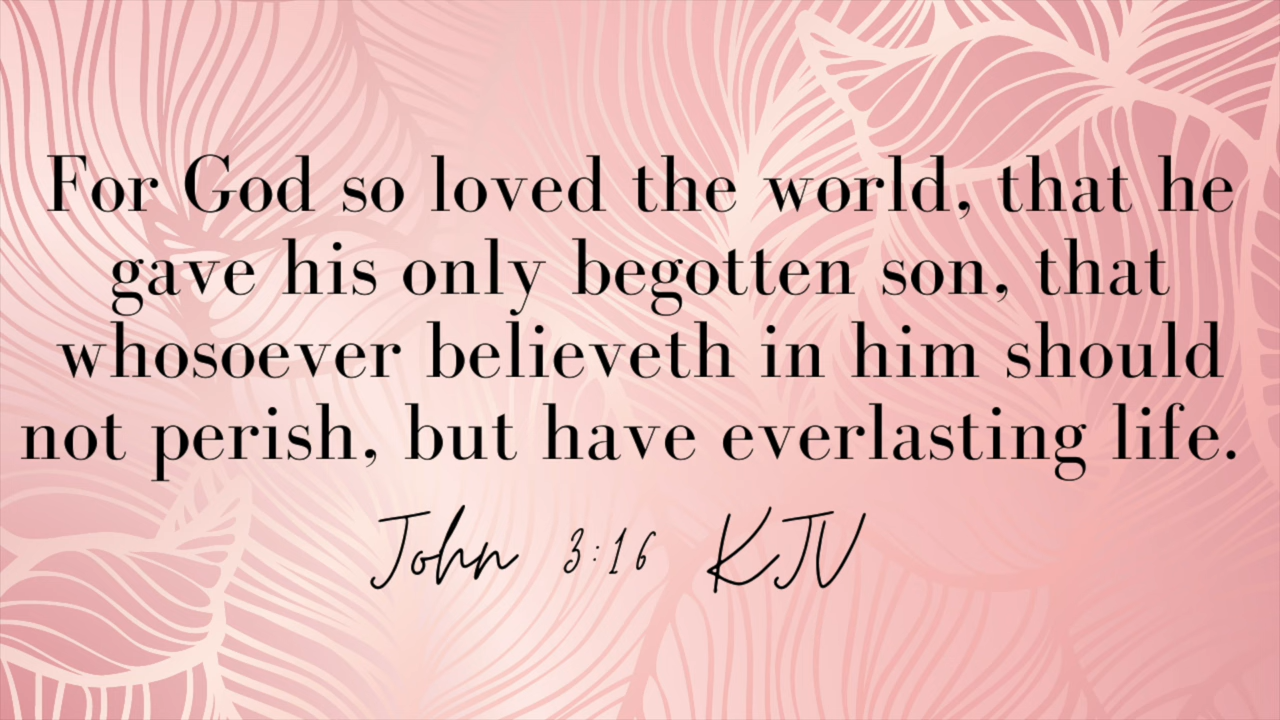 For God so loved the world, that he
gave his only begotten son, that
whosoever believeth in him should
not perish, but have everlasting life.
John 3:16 KJV